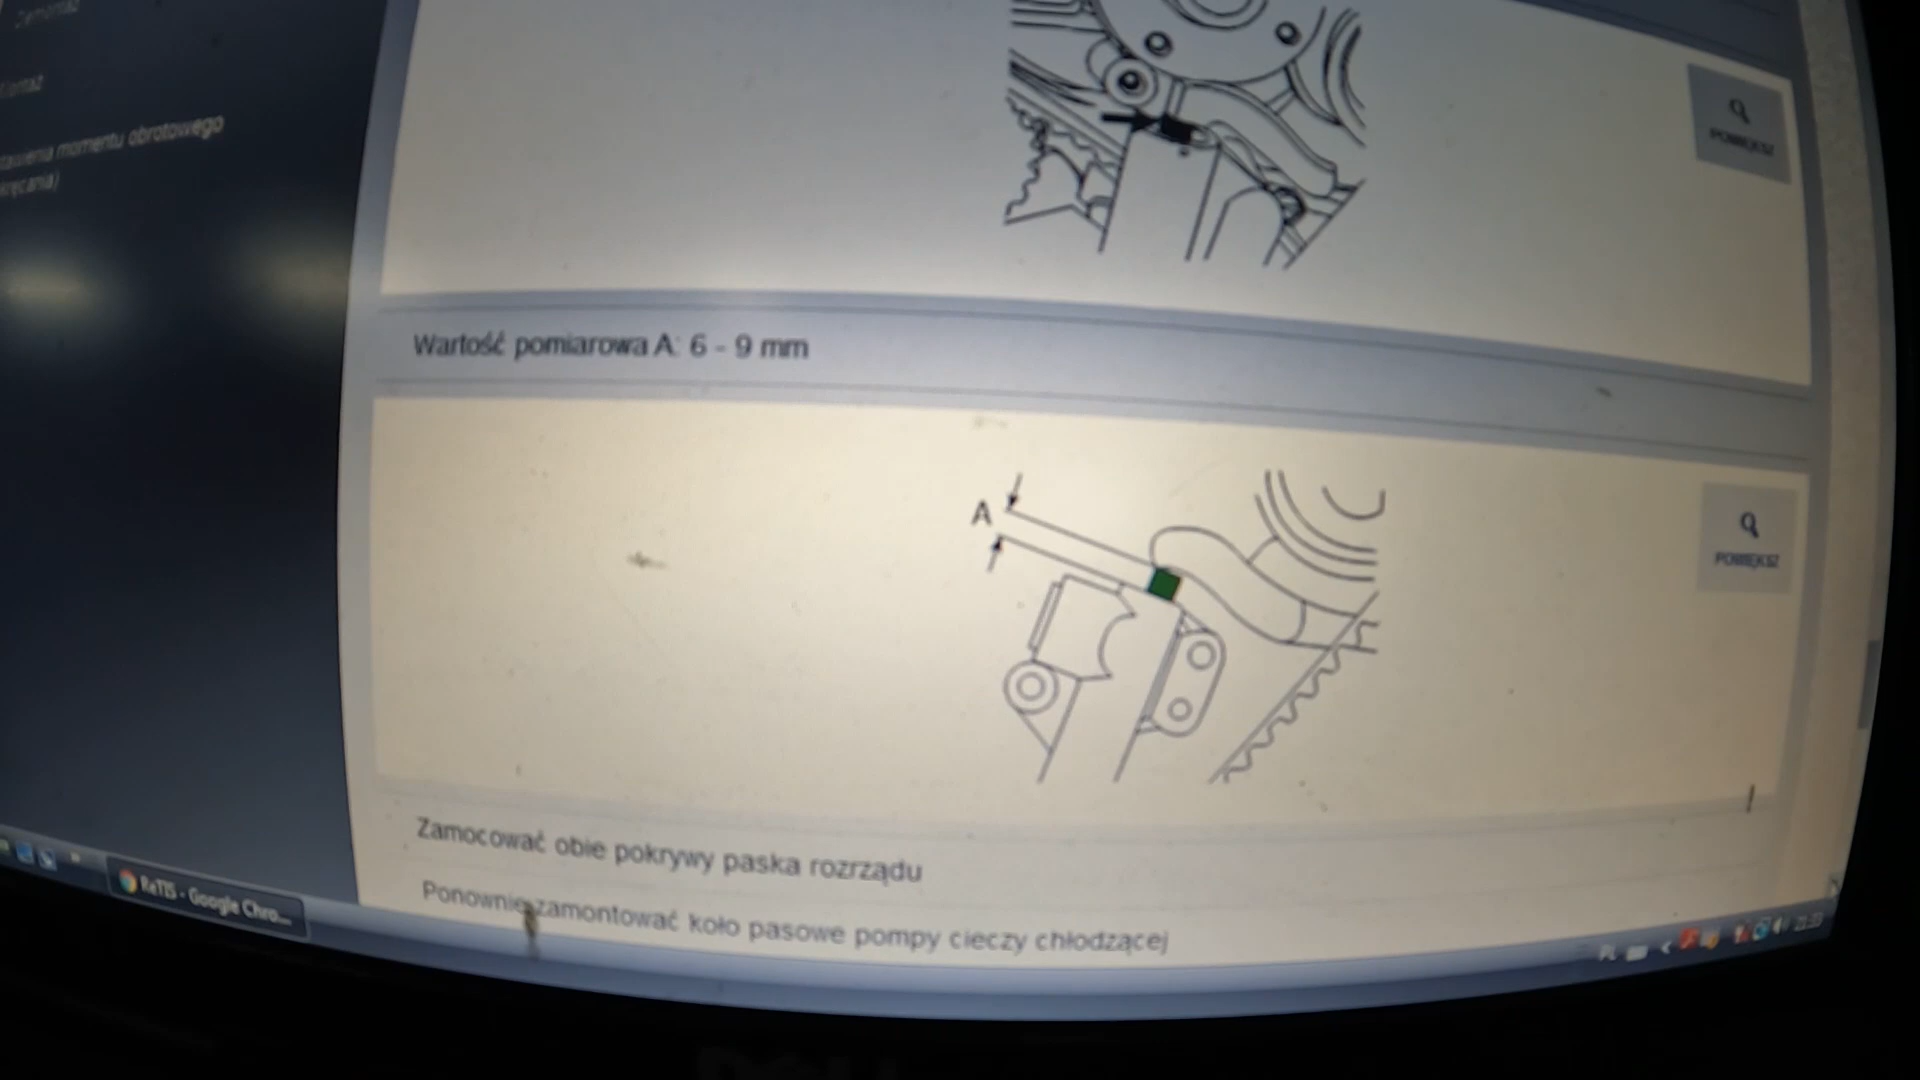 momentu obrotowego
POWIĘKSZ
Wartość pomiarowa A: 6 - 9 mm
A
POWIĘKSZ
Zamocować obie pokrywy paska rozrządu
Ponownie zamontować koło pasowe pompy cieczy chłodzącej
ReTIS - Google Chro...
PL